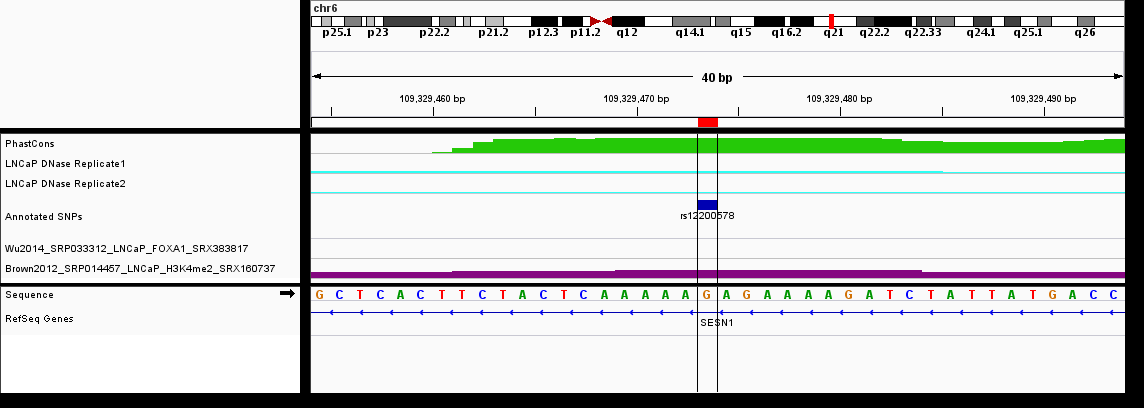 chr6
p25.1 p23 p22.2 p21.2 p12.3 p11.2 q12 q14.1 q15 q16.2 q21 q22.2 q22.33 q24.1 q25.1 q26
40 bp
109,329,460 bp 109,329,470 bp 109,329,480 bp 109,329,490 bp
PhastCons
LNCaP DNase Replicate1
LNCaP DNase Replicate2
Annotated SNPs
rs12200578
Wu2014_SRP033312_LNCaP_FOXA1_SRX383817
Brown2012_SRP014457_LNCaP_H3K4me2_SRX160737
Sequence
G C T C A C T T C T A C T C A A A A A G A G A A A A G A T C T A T T A T G A C C
RefSeq Genes
SESN1